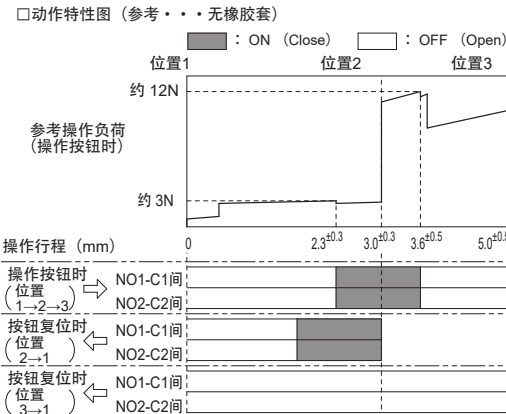 □动作特性图（参考・・・无橡胶套）
：ON （Close） ：OFF （Open）
位置1 位置2 位置3
约 12N
参考操作负荷
（操作按钮时）
约 3N
操作行程（mm） 0 2.3±0.3 3.0±0.3 3.6±0.5 5.0±0.5
操作按钮时
（位置
1→2→3）
NO1-C1间
NO2-C2间
按钮复位时
（位置
2→1）
NO1-C1间
NO2-C2间
按钮复位时
（位置
3→1）
NO1-C1间
NO2-C2间